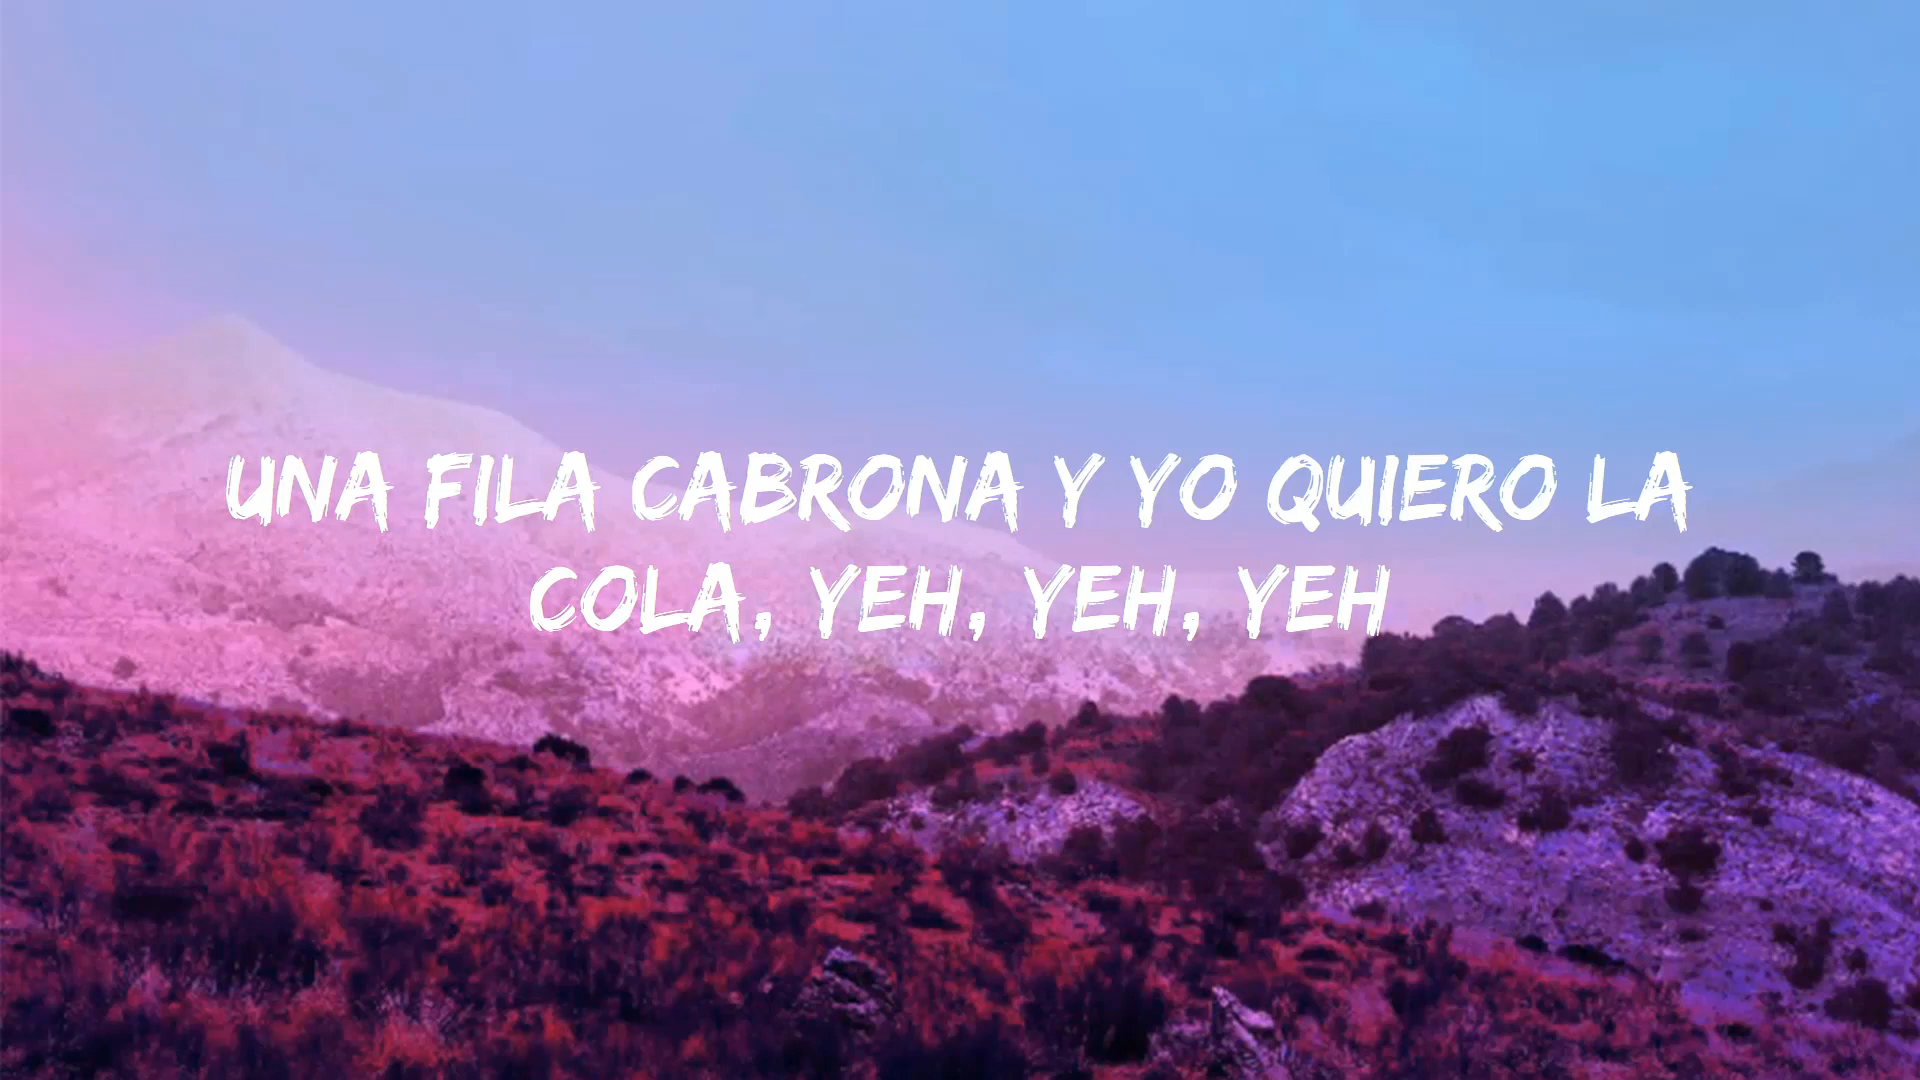 UNA FILA CABRONA Y YO QUIERO LA
COLA, YEH, YEH, YEH